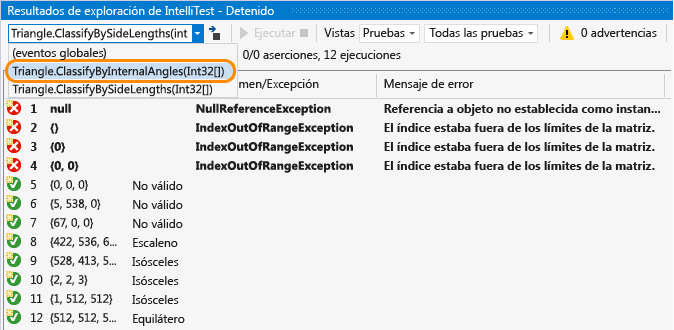 Resultados de exploración de IntelliTest - Detenido
Triangle.ClassifyBySideLengths(int Ejecutar Vistas Pruebas Todas las pruebas 0 advertencias
(eventos globales) 0/0 aserciones, 12 ejecuciones
Triangle.ClassifyByInternalAngles(Int32[])
Triangle.ClassifyBySideLengths(Int32[]) men/Excepción Mensaje de error
1 null NullReferenceException Referencia a objeto no establecida como instan...
2 {} IndexOutOfRangeException El índice estaba fuera de los límites de la matriz.
3 {0} IndexOutOfRangeException El índice estaba fuera de los límites de la matriz.
4 {0, 0} IndexOutOfRangeException El índice estaba fuera de los límites de la matriz.
5 {0, 0, 0} No válido
6 {5, 538, 0} No válido
7 {67, 0, 0} No válido
8 {422, 536, 6... Escaleno
9 {528, 413, 5... Isósceles
10 {2, 2, 3} Isósceles
11 {1, 512, 512} Isósceles
12 {512, 512, 5... Equilátero